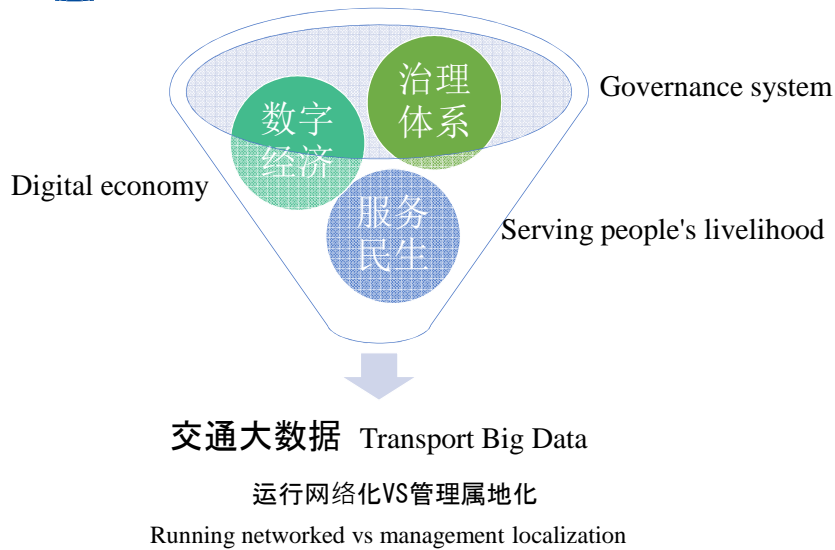 治理
体系
Governance system
数字
经济
Digital economy
服务
民生
Serving people's livelihood
交通大数据 Transport Big Data
运行网络化VS管理属地化
Running networked vs management localization